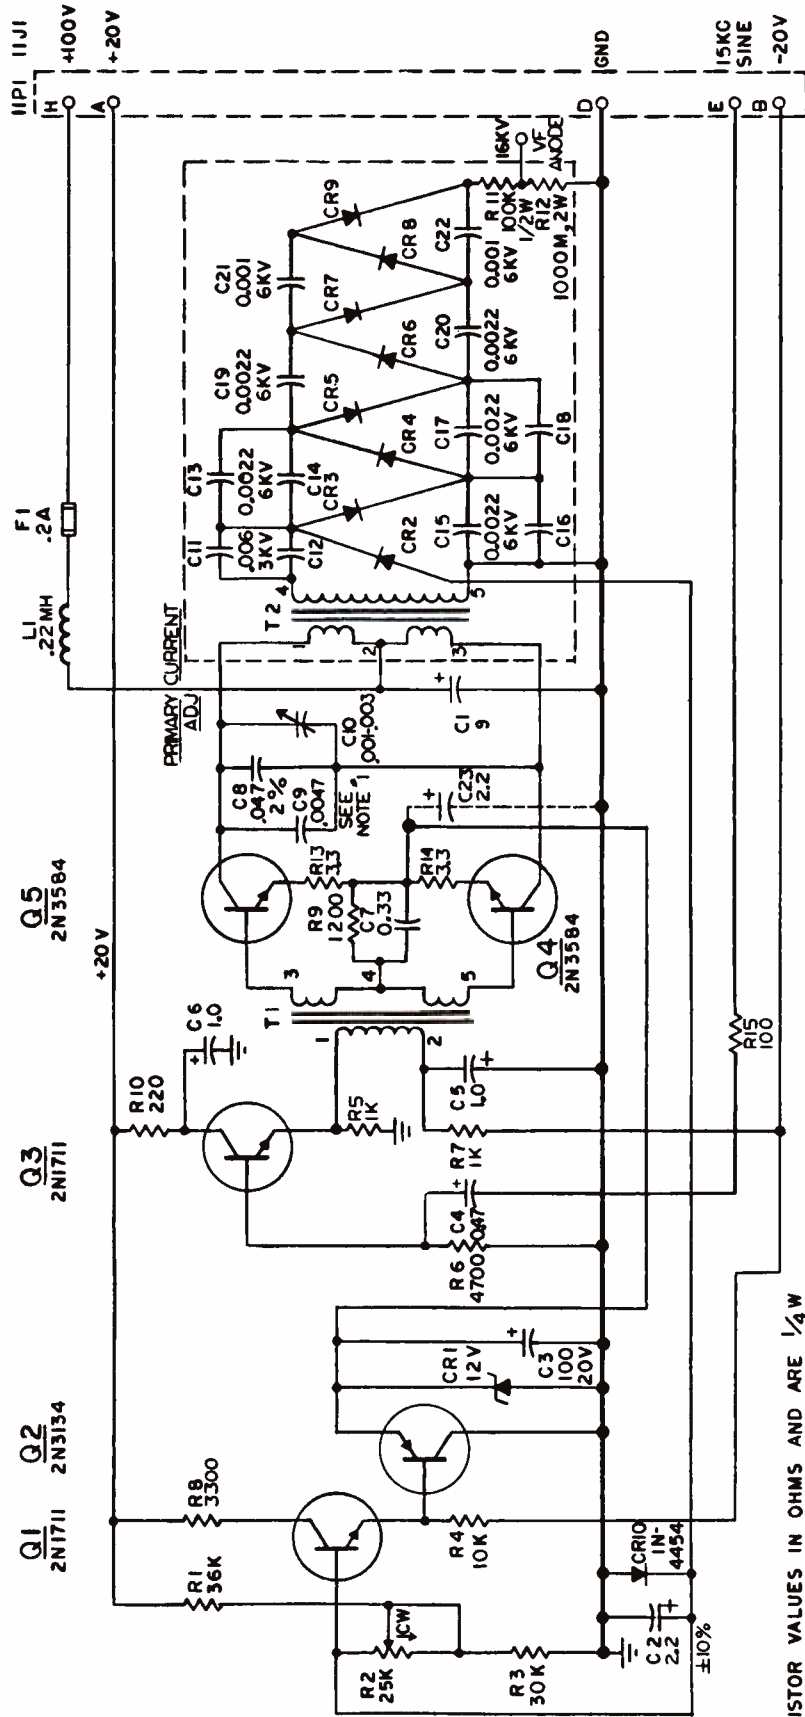 Q1
2N1711
Q2
2N3134
Q3
2N1711
Q5
2N3584
F1
.2A
L1
.22MH
11P1 11J1
+100V
H
+20V
A
+20V
R8
3300
R1
36K
R10
220
C6
1.0
+
PRIMARY CURRENT
ADJ
C8
.047
2%
C9
.0047
SEE
NOTE #1
C10
.001-.003
C11
.006
3KV
C12
C13
0.0022
6KV
C14
C19
0.0022
6KV
C21
0.001
6KV
CR3
CR5
CR7
CR9
CR2
CR4
CR6
CR8
T2
1
2
3
4
5
R13
3.3
R9
1200
C7
0.33
R14
3.3
C23
2.2
+
C1
9
+
C15
0.0022
6KV
C16
C17
0.0022
6KV
C18
C20
0.0022
6KV
C22
0.001
6KV
R11
100K
1/2W
R12
1000M,2W
16KV
VF
ANODE
T1
1
2
3
4
5
Q4
2N3584
R5
1K
C5
1.0
+
R7
1K
C4
0.47
+
R6
4700
CR1
12V
C3
100
20V
+
R4
10K
R2
25K
CW
R3
30K
CR10
1N-
4454
C2
2.2
+
±10%
D
GND
E
15KC
SINE
B
-20V
R15
100
ISTOR VALUES IN OHMS AND ARE 1/4 W